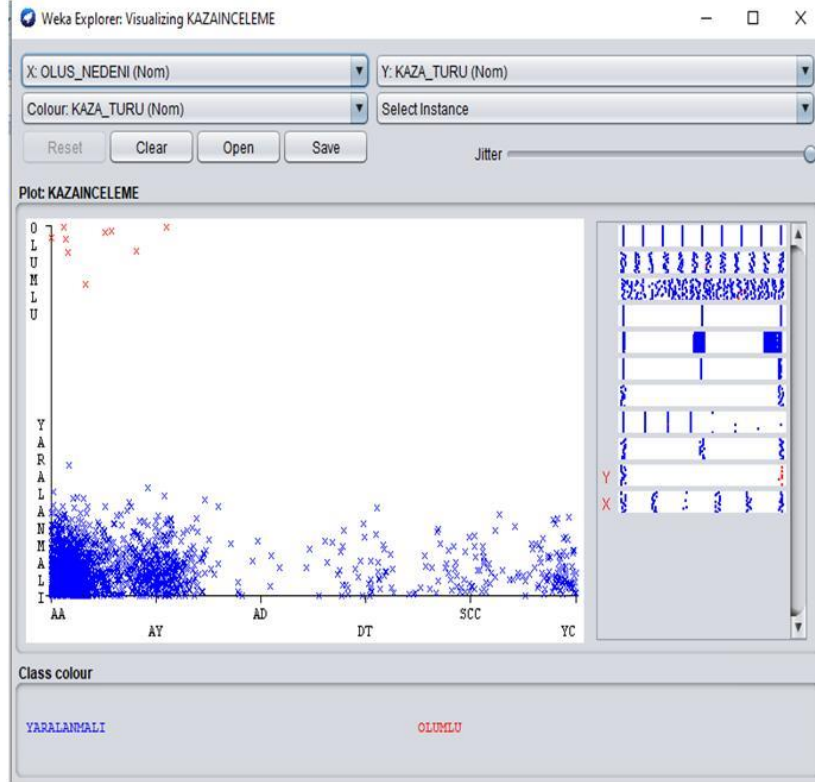 Weka Explorer: Visualizing KAZAINCELEME
X: OLUS_NEDENI (Nom)
Y: KAZA_TURU (Nom)
Colour: KAZA_TURU (Nom)
Select Instance
Reset
Clear
Open
Save
Jitter
Plot: KAZAINCELEME
OLUMLU
YARALANMALI
AA
AY
AD
DT
SCC
YC
Y
X
Class colour
YARALANMALI
OLUMLU